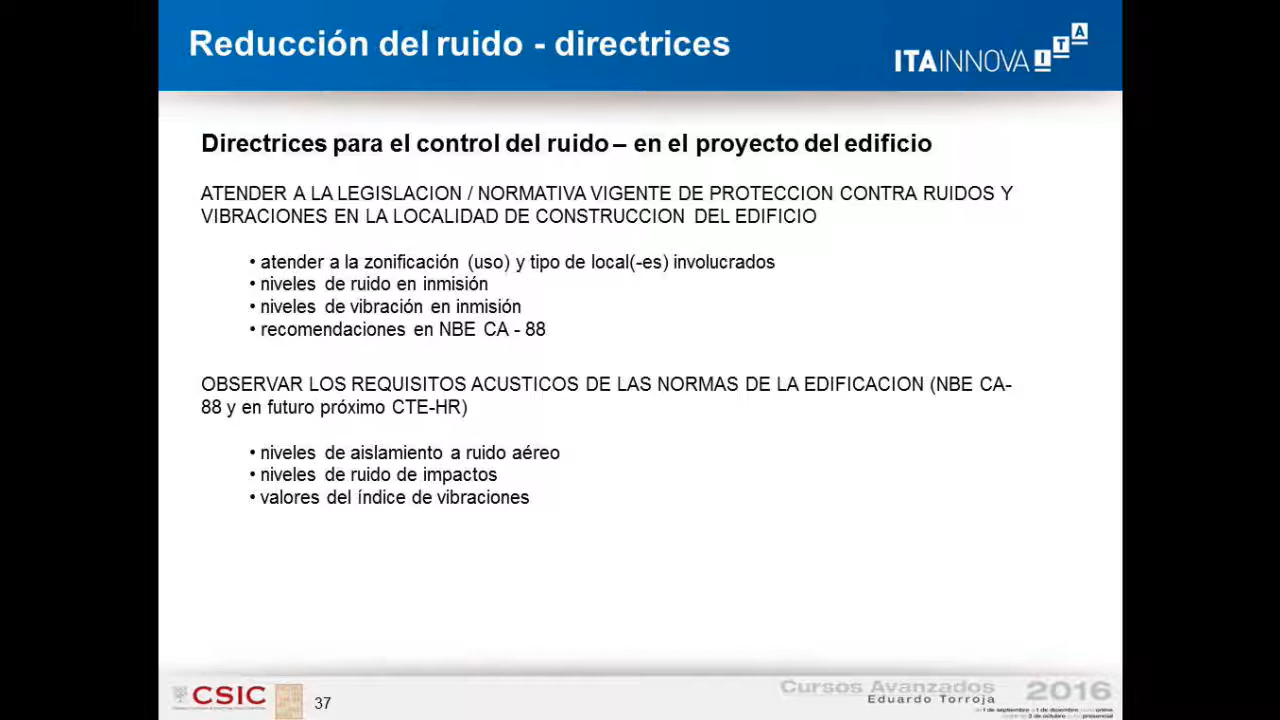 Reducción del ruido - directrices
ITAINNOVA ITA
Directrices para el control del ruido – en el proyecto del edificio
ATENDER A LA LEGISLACION / NORMATIVA VIGENTE DE PROTECCION CONTRA RUIDOS Y
VIBRACIONES EN LA LOCALIDAD DE CONSTRUCCION DEL EDIFICIO
• atender a la zonificación (uso) y tipo de local(-es) involucrados
• niveles de ruido en inmisión
• niveles de vibración en inmisión
• recomendaciones en NBE CA - 88
OBSERVAR LOS REQUISITOS ACUSTICOS DE LAS NORMAS DE LA EDIFICACION (NBE CA-
88 y en futuro próximo CTE-HR)
• niveles de aislamiento a ruido aéreo
• niveles de ruido de impactos
• valores del índice de vibraciones
CSIC
37
Cursos Avanzados 2016
Eduardo Torroja